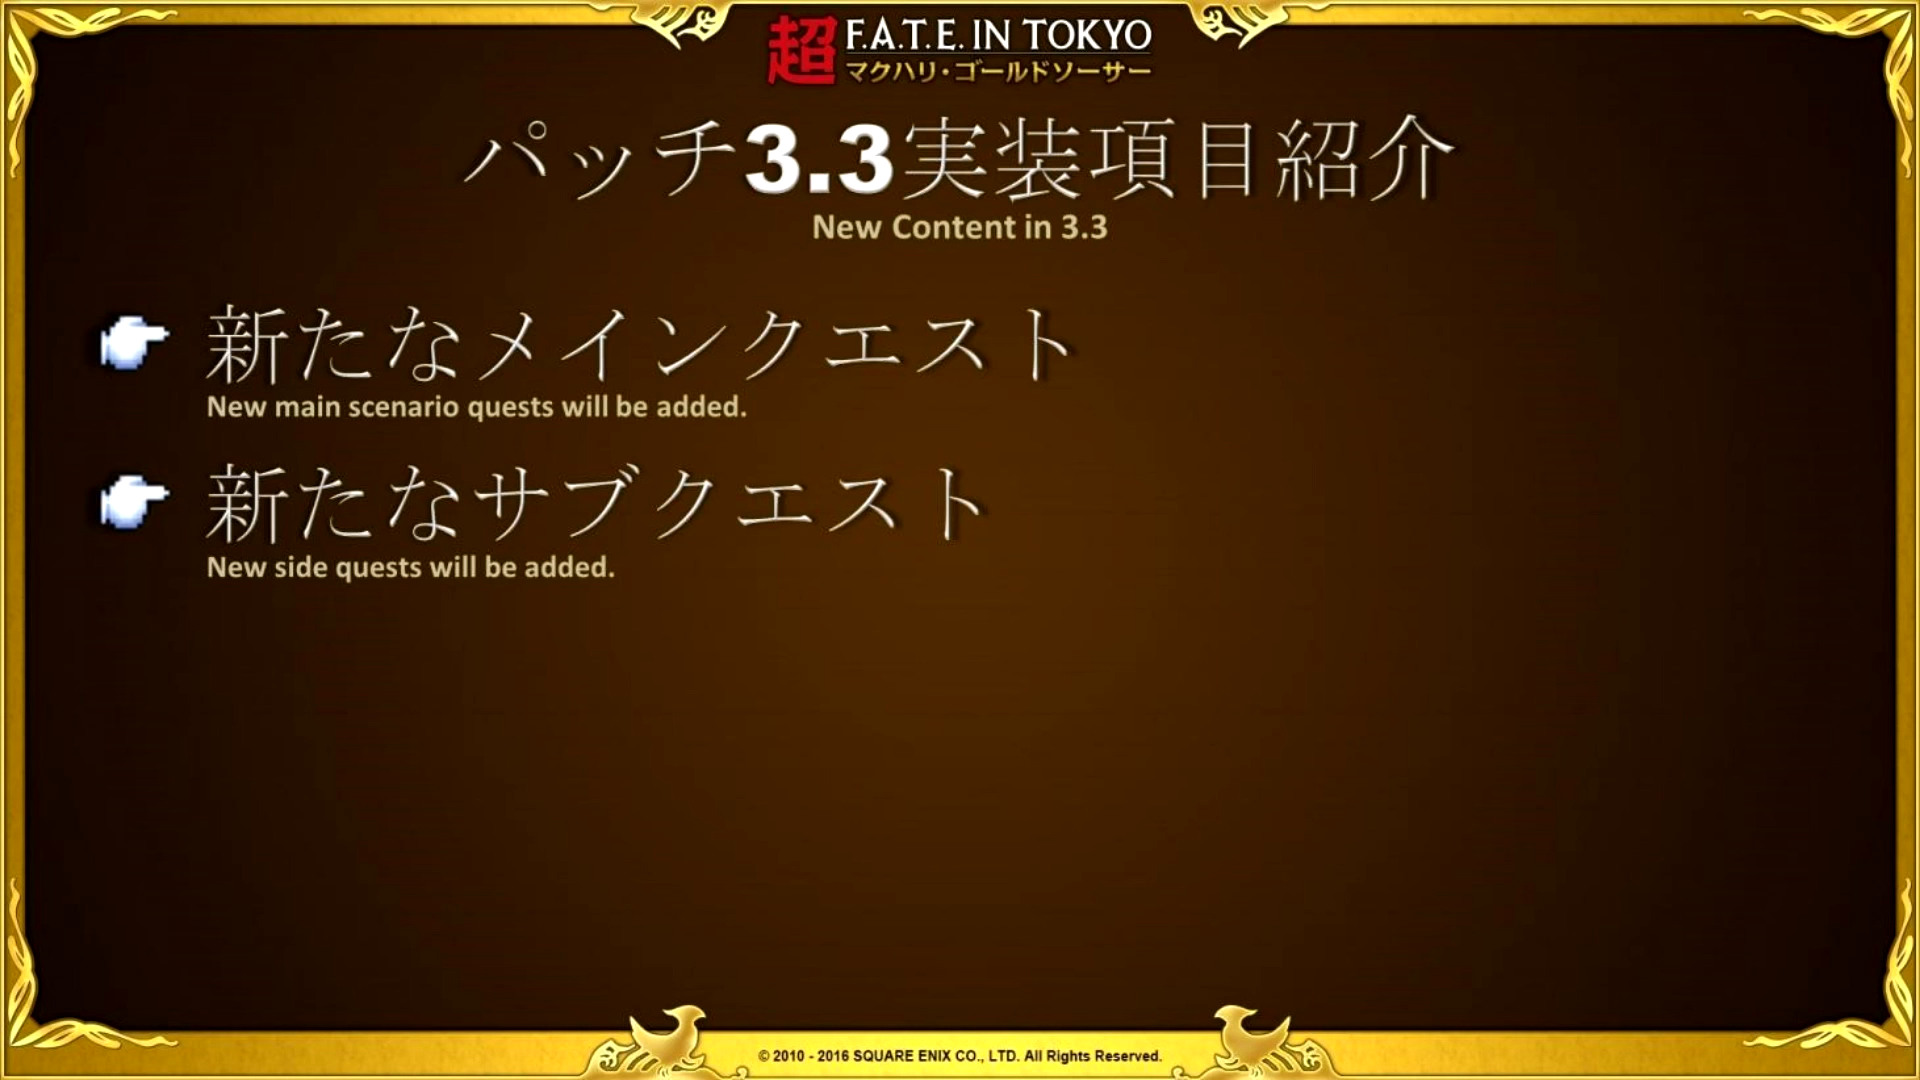 超 F.A.T.E. IN TOKYO
マクハリ・ゴールドソーサー
パッチ3.3実装項目紹介
New Content in 3.3
新たなメインクエスト
New main scenario quests will be added.
新たなサブクエスト
New side quests will be added.
© 2010 - 2016 SQUARE ENIX CO., LTD. All Rights Reserved.